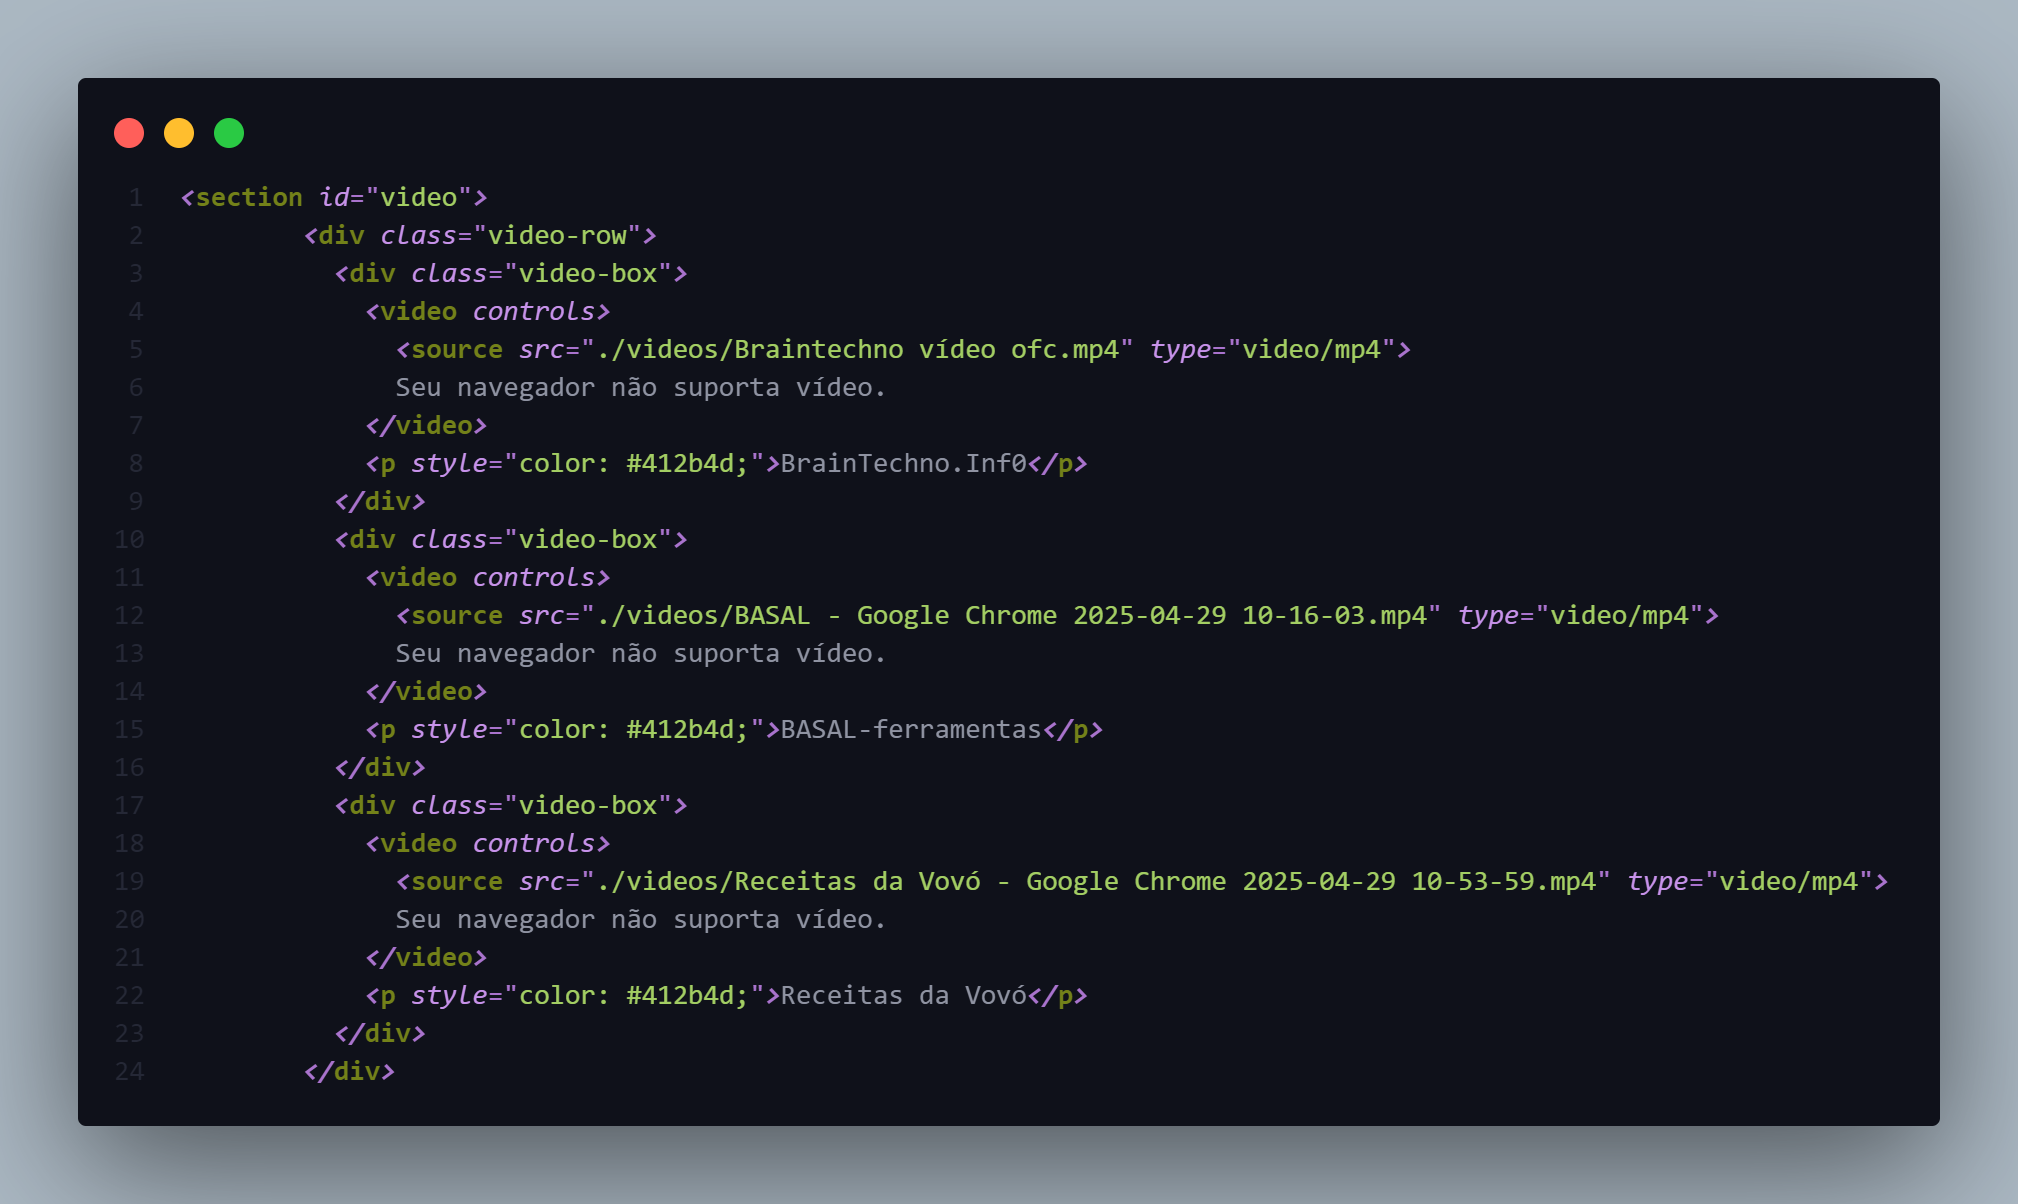 1 <section id="video">
2 <div class="video-row">
3 <div class="video-box">
4 <video controls>
5 <source src="./videos/Braintechno vídeo ofc.mp4" type="video/mp4">
6 Seu navegador não suporta vídeo.
7 </video>
8 <p style="color: #412b4d;">BrainTechno.Inf0</p>
9 </div>
10 <div class="video-box">
11 <video controls>
12 <source src="./videos/BASAL - Google Chrome 2025-04-29 10-16-03.mp4" type="video/mp4">
13 Seu navegador não suporta vídeo.
14 </video>
15 <p style="color: #412b4d;">BASAL-ferramentas</p>
16 </div>
17 <div class="video-box">
18 <video controls>
19 <source src="./videos/Receitas da Vovó - Google Chrome 2025-04-29 10-53-59.mp4" type="video/mp4">
20 Seu navegador não suporta vídeo.
21 </video>
22 <p style="color: #412b4d;">Receitas da Vovó</p>
23 </div>
24 </div>